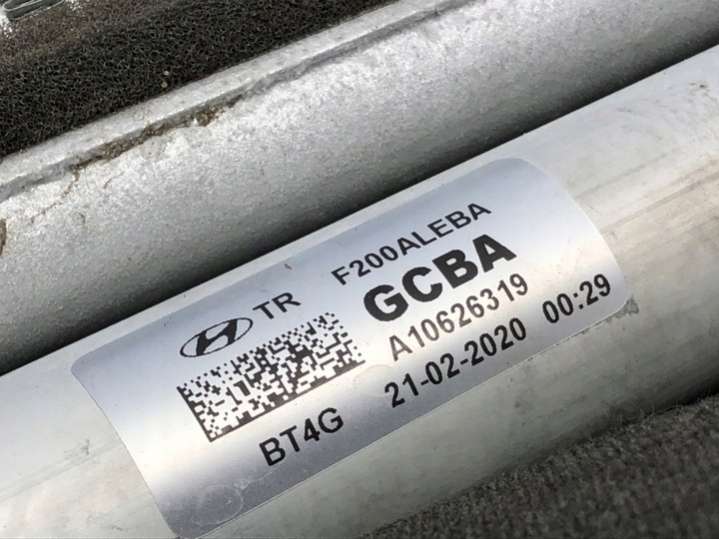 TR F200ALEBA
GCBA
A10626319
BT4G 21-02-2020 00:29